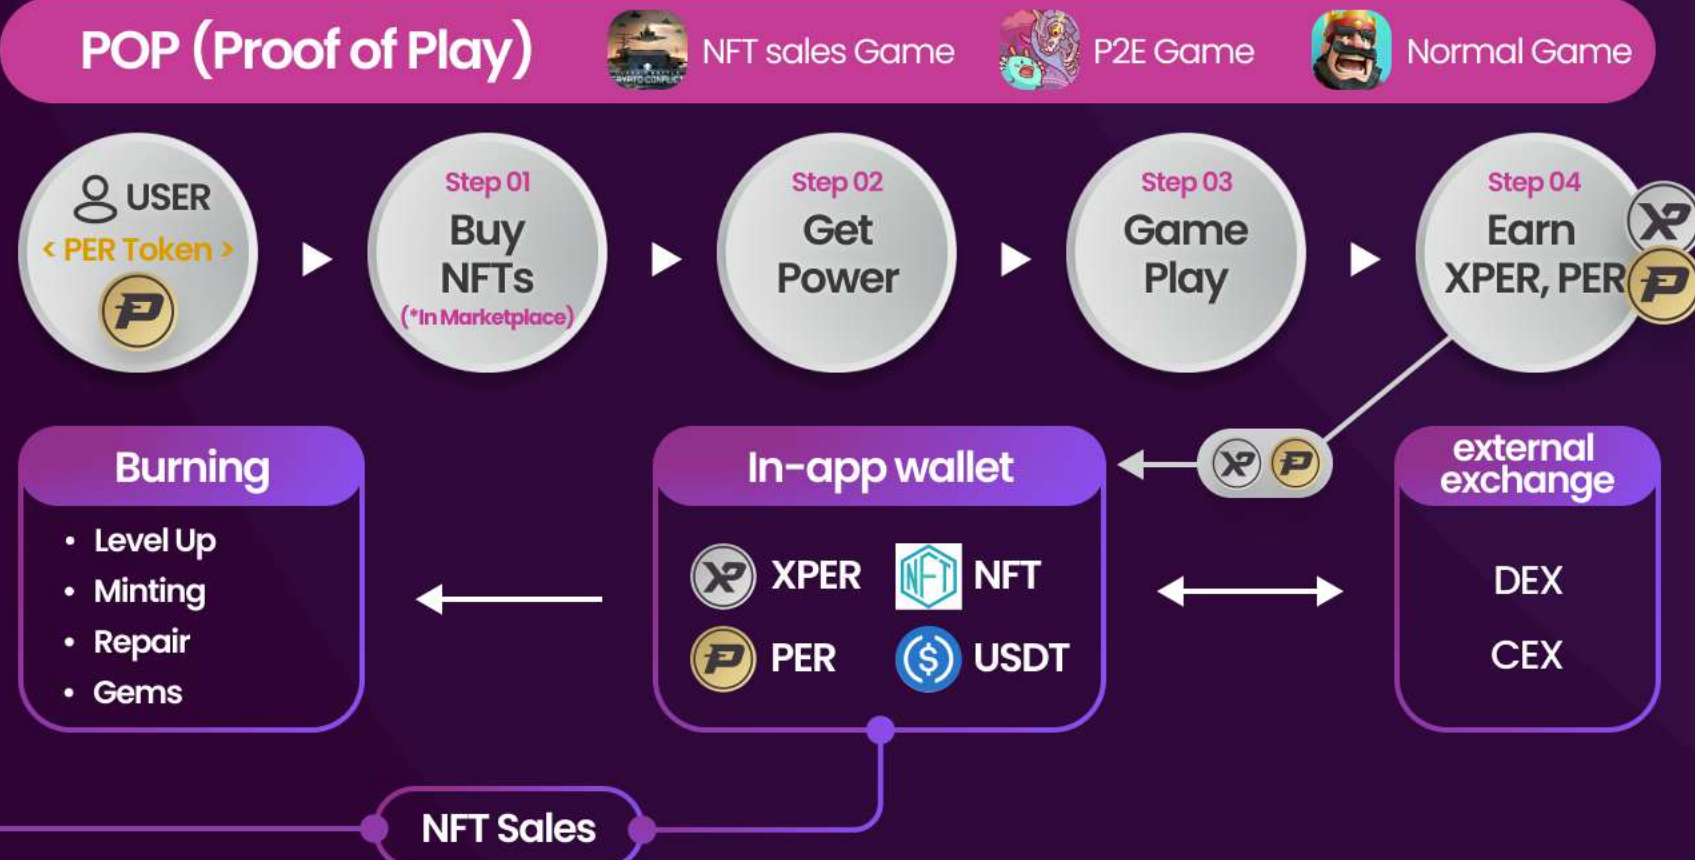 POP (Proof of Play)
NFT sales Game
P2E Game
Normal Game
USER
< PER Token >
Step 01
Buy
NFTs
(*In Marketplace)
Step 02
Get
Power
Step 03
Game
Play
Step 04
Earn
XPER, PER
Burning
• Level Up
• Minting
• Repair
• Gems
In-app wallet
XPER
NFT
NFT
PER
USDT
external
exchange
DEX
CEX
NFT Sales